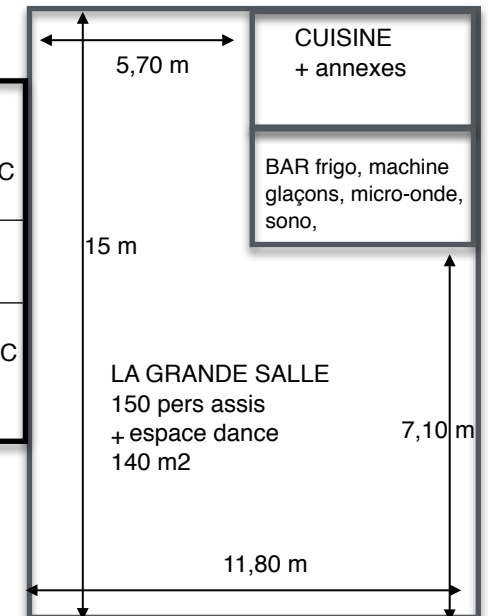 CUISINE
+ annexes
5,70 m
BAR frigo, machine
glaçons, micro-onde,
sono,
C
15 m
C
LA GRANDE SALLE
150 pers assis
+ espace dance
140 m2
7,10 m
11,80 m